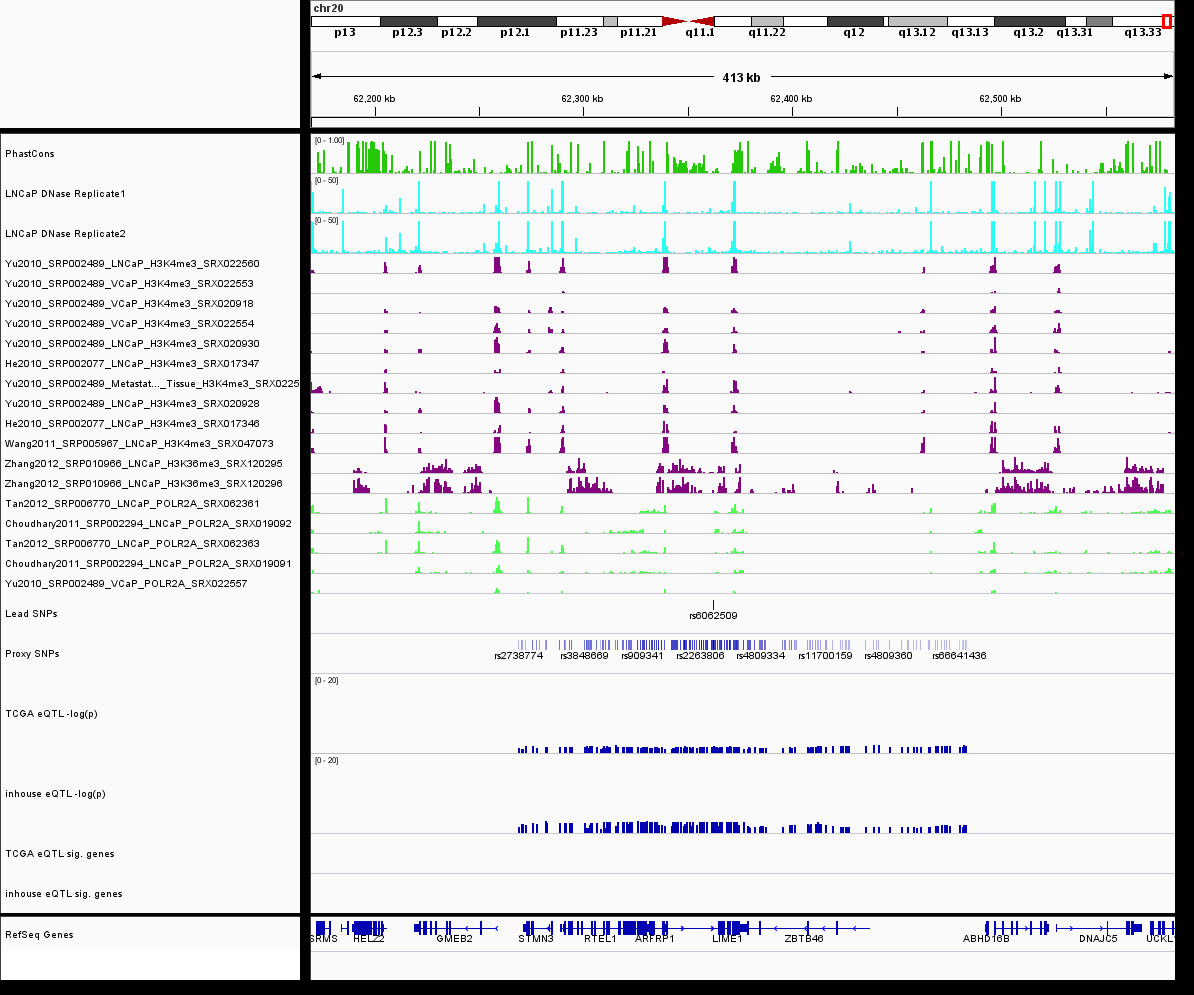 chr20
p13 p12.3 p12.2 p12.1 p11.23 p11.21 q11.1 q11.22 q12 q13.12 q13.13 q13.2 q13.31 q13.33
413 kb
62,200 kb 62,300 kb 62,400 kb 62,500 kb
[0 - 1.00]
PhastCons
[0 - 50]
LNCaP DNase Replicate1
[0 - 50]
LNCaP DNase Replicate2
Yu2010_SRP002489_LNCaP_H3K4me3_SRX022560
Yu2010_SRP002489_VCaP_H3K4me3_SRX022553
Yu2010_SRP002489_VCaP_H3K4me3_SRX020918
Yu2010_SRP002489_VCaP_H3K4me3_SRX022554
Yu2010_SRP002489_LNCaP_H3K4me3_SRX020930
He2010_SRP002077_LNCaP_H3K4me3_SRX017347
Yu2010_SRP002489_Metastat..._Tissue_H3K4me3_SRX0225
Yu2010_SRP002489_LNCaP_H3K4me3_SRX020928
He2010_SRP002077_LNCaP_H3K4me3_SRX017346
Wang2011_SRP005967_LNCaP_H3K4me3_SRX047073
Zhang2012_SRP010966_LNCaP_H3K36me3_SRX120295
Zhang2012_SRP010966_LNCaP_H3K36me3_SRX120296
Tan2012_SRP006770_LNCaP_POLR2A_SRX062361
Choudhary2011_SRP002294_LNCaP_POLR2A_SRX019092
Tan2012_SRP006770_LNCaP_POLR2A_SRX062363
Choudhary2011_SRP002294_LNCaP_POLR2A_SRX019091
Yu2010_SRP002489_VCaP_POLR2A_SRX022557
Lead SNPs
rs6062509
Proxy SNPs
rs2738774 rs3848669 rs909341 rs2263806 rs4809334 rs11700159 rs4809360 rs66641436
[0 - 20]
TCGA eQTL -log(p)
[0 - 20]
inhouse eQTL -log(p)
TCGA eQTL sig. genes
inhouse eQTL sig. genes
RefSeq Genes
SRMS HELZ2 GMEB2 STMN3 RTEL1 ARFRP1 LIME1 ZBTB46 ABHD16B DNAJC5 UCKL